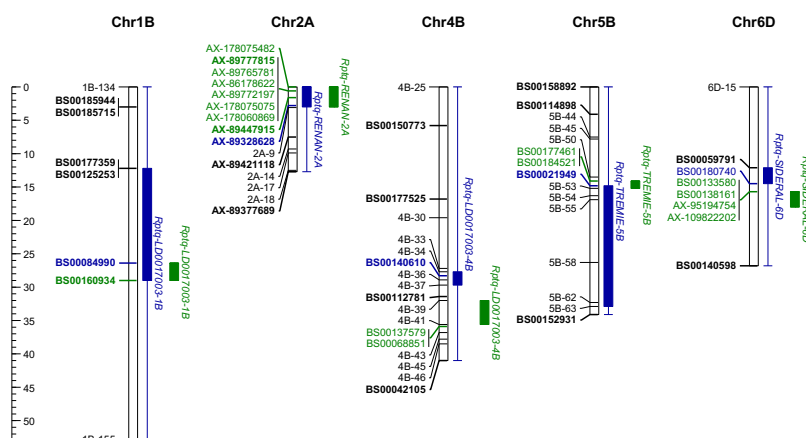 Chr1B
Chr2A
Chr4B
Chr5B
Chr6D
0
5
10
15
20
25
30
35
40
45
50
1B-134
BS00185944
BS00185715
BS00177359
BS00125253
BS00084990
BS00160934
Rptq-LD0017003-1B
Rptq-LD0017003-1B
AX-178075482
AX-89777815
AX-89765781
AX-86178622
AX-89772197
AX-178075075
AX-178060869
AX-89447915
AX-89328628
2A-9
AX-89421118
2A-14
2A-17
2A-18
AX-89377689
Rptq-RENAN-2A
Rptq-RENAN-2A
4B-25
BS00150773
BS00177525
4B-30
4B-33
4B-34
BS00140610
4B-36
4B-37
BS00112781
4B-39
4B-41
BS00137579
BS00068851
4B-43
4B-45
4B-46
BS00042105
Rptq-LD0017003-4B
Rptq-LD0017003-4B
BS00158892
BS00114898
5B-44
5B-45
5B-50
BS00177461
BS00184521
BS00021949
5B-53
5B-54
5B-55
5B-58
5B-62
5B-63
BS00152931
Rptq-TREMIE-5B
Rptq-TREMIE-5B
6D-15
BS00059791
BS00180740
BS00133580
BS00138161
AX-95194754
AX-109822202
BS00140598
Rptq-SIDERAL-6D